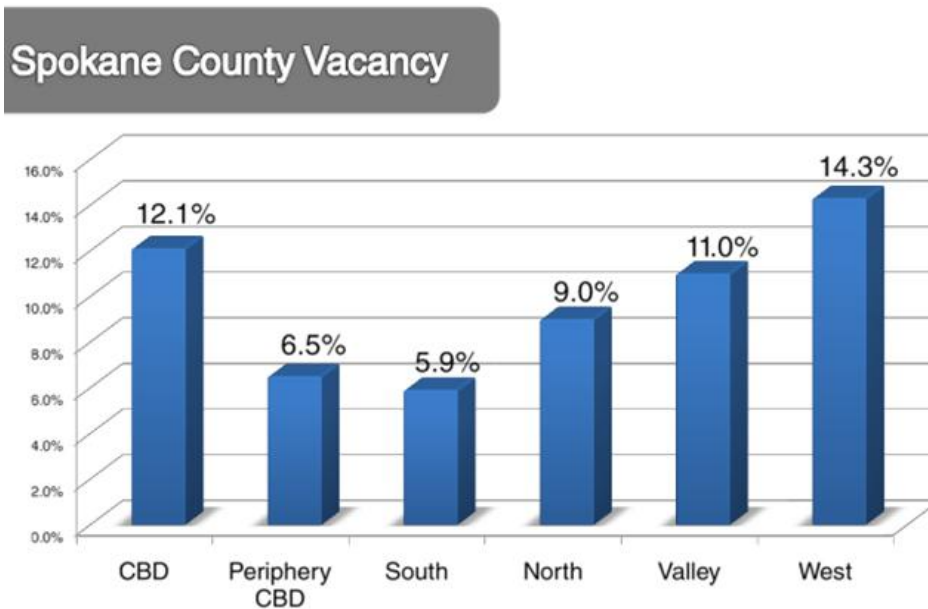 Spokane County Vacancy
16.0%
14.0%
12.0%
10.0%
8.0%
6.0%
4.0%
2.0%
0.0%
12.1%
6.5%
5.9%
9.0%
11.0%
14.3%
CBD
Periphery
CBD
South
North
Valley
West